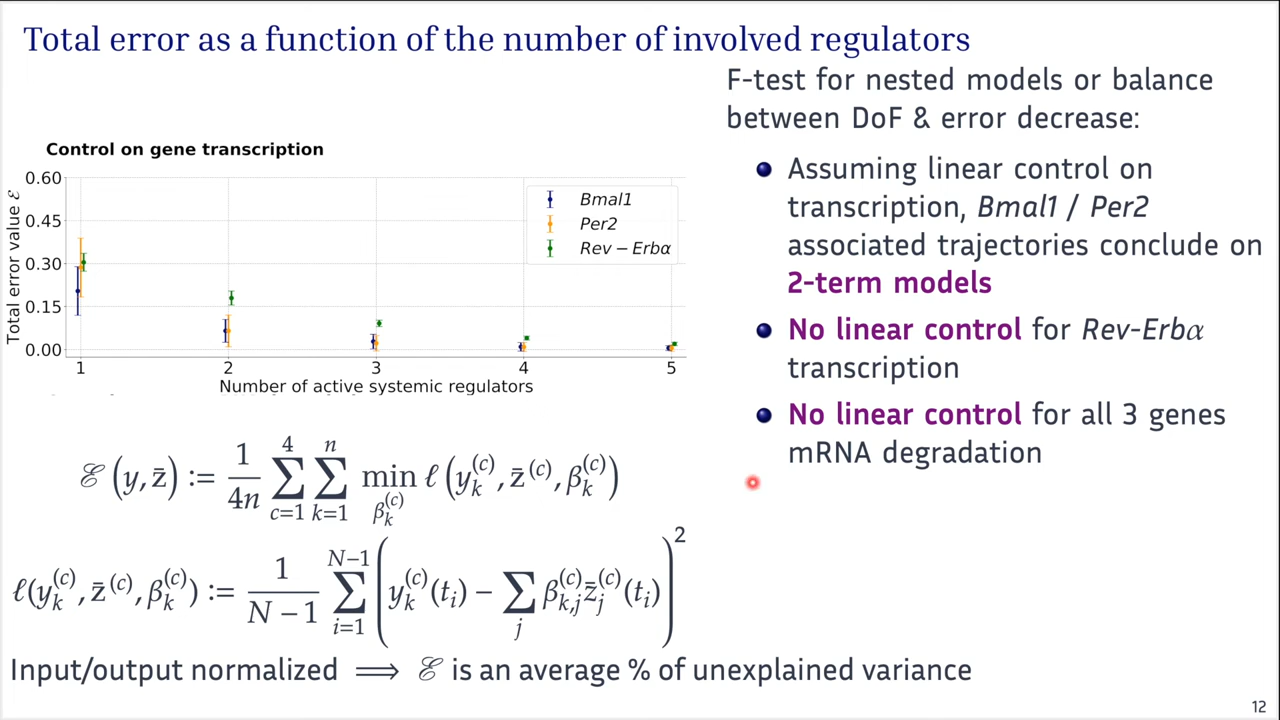 Total error as a function of the number of involved regulators
F-test for nested models or balance
between DoF & error decrease:
Assuming linear control on
transcription, Bmal1 / Per2
associated trajectories conclude on
2-term models
No linear control for Rev-Erbα
transcription
No linear control for all 3 genes
mRNA degradation
Control on gene transcription
Total error value ℰ
0.60
0.45
0.30
0.15
0.00
1 2 3 4 5
Number of active systemic regulators
Bmal1
Per2
Rev − Erbα
ℰ (y, z̄) := 1/4n ∑_{c=1}^{4} ∑_{k=1}^{n} min_{β_k^{(c)}} ℓ (y_k^{(c)}, z̄^{(c)}, β_k^{(c)})
ℓ(y_k^{(c)}, z̄^{(c)}, β_k^{(c)}) := 1/(N−1) ∑_{i=1}^{N−1} (y_k^{(c)}(t_i) − ∑_j β_{k,j}^{(c)} z̄_j^{(c)}(t_i))^2
Input/output normalized ⟹ ℰ is an average % of unexplained variance
12